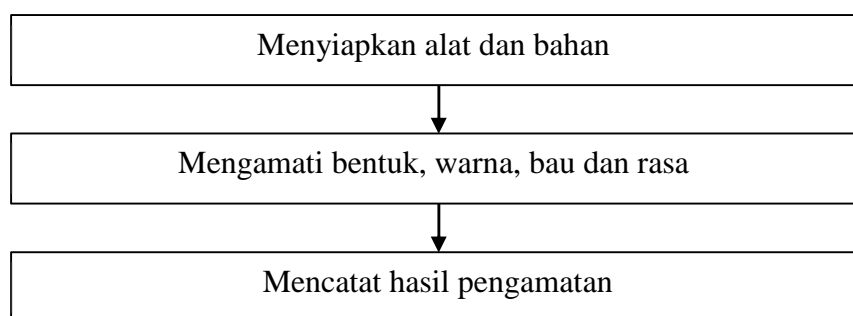 Menyiapkan alat dan bahan
Mengamati bentuk, warna, bau dan rasa
Mencatat hasil pengamatan